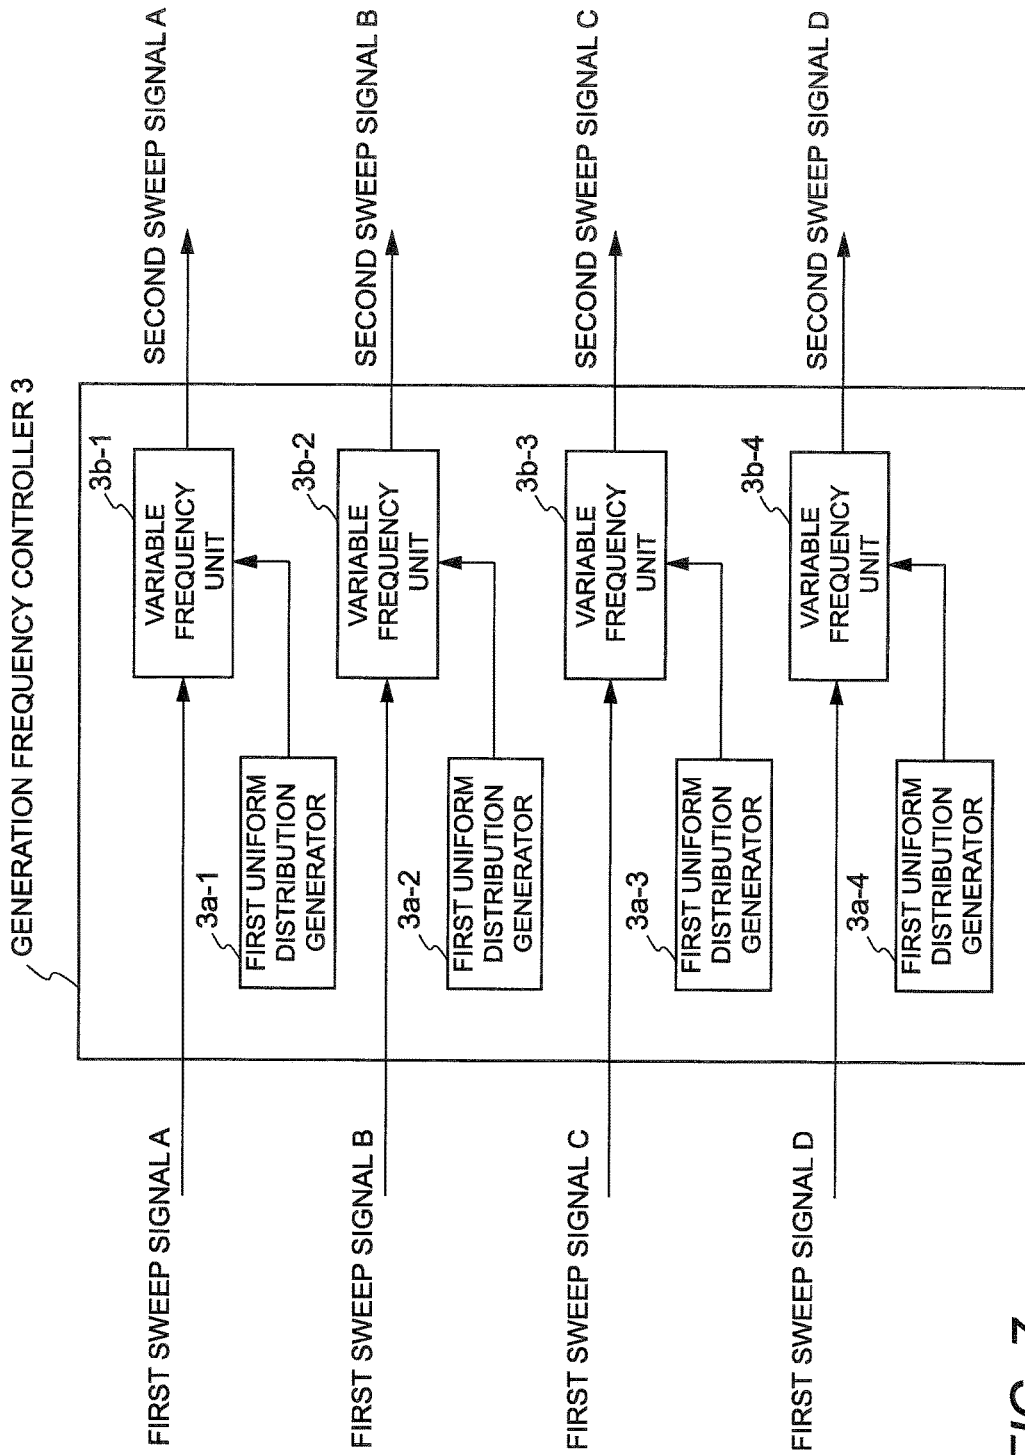 GENERATION FREQUENCY CONTROLLER 3
FIRST SWEEP SIGNAL A
3a-1
FIRST UNIFORM
DISTRIBUTION
GENERATOR
3b-1
VARIABLE
FREQUENCY
UNIT
SECOND SWEEP SIGNAL A
FIRST SWEEP SIGNAL B
3a-2
FIRST UNIFORM
DISTRIBUTION
GENERATOR
3b-2
VARIABLE
FREQUENCY
UNIT
SECOND SWEEP SIGNAL B
FIRST SWEEP SIGNAL C
3a-3
FIRST UNIFORM
DISTRIBUTION
GENERATOR
3b-3
VARIABLE
FREQUENCY
UNIT
SECOND SWEEP SIGNAL C
FIRST SWEEP SIGNAL D
3a-4
FIRST UNIFORM
DISTRIBUTION
GENERATOR
3b-4
VARIABLE
FREQUENCY
UNIT
SECOND SWEEP SIGNAL D